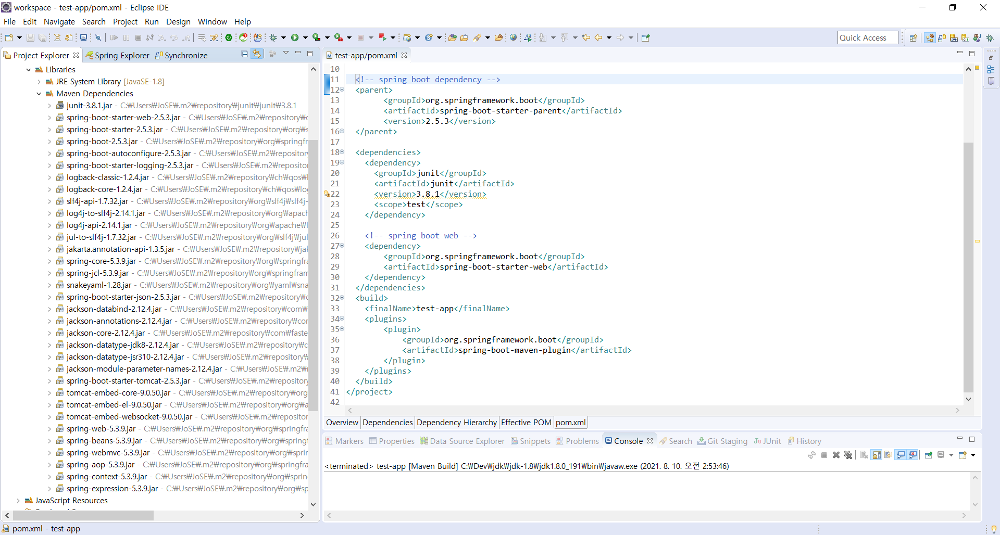 workspace - test-app/pom.xml - Eclipse IDE
File Edit Navigate Search Project Run Design Window Help
Quick Access
Project Explorer Spring Explorer Synchronize
Libraries
JRE System Library [JavaSE-1.8]
Maven Dependencies
junit-3.8.1.jar - C:₩Users₩JoSE₩.m2₩repository₩junit₩junit₩3.8.1
spring-boot-starter-web-2.5.3.jar - C:₩Users₩JoSE₩.m2₩repository₩o
spring-boot-starter-2.5.3.jar - C:₩Users₩JoSE₩.m2₩repository₩org₩s
spring-boot-2.5.3.jar - C:₩Users₩JoSE₩.m2₩repository₩org₩springfr
spring-boot-autoconfigure-2.5.3.jar - C:₩Users₩JoSE₩.m2₩repository
spring-boot-starter-logging-2.5.3.jar - C:₩Users₩JoSE₩.m2₩reposito
logback-classic-1.2.4.jar - C:₩Users₩JoSE₩.m2₩repository₩ch₩qos₩l
logback-core-1.2.4.jar - C:₩Users₩JoSE₩.m2₩repository₩ch₩qos₩lo
slf4j-api-1.7.32.jar - C:₩Users₩JoSE₩.m2₩repository₩org₩slf4j₩slf4j-
log4j-to-slf4j-2.14.1.jar - C:₩Users₩JoSE₩.m2₩repository₩org₩apach
log4j-api-2.14.1.jar - C:₩Users₩JoSE₩.m2₩repository₩org₩apache₩l
jul-to-slf4j-1.7.32.jar - C:₩Users₩JoSE₩.m2₩repository₩org₩slf4j₩jul
jakarta.annotation-api-1.3.5.jar - C:₩Users₩JoSE₩.m2₩repository₩ja
spring-core-5.3.9.jar - C:₩Users₩JoSE₩.m2₩repository₩org₩springfra
spring-jcl-5.3.9.jar - C:₩Users₩JoSE₩.m2₩repository₩org₩springfram
snakeyaml-1.28.jar - C:₩Users₩JoSE₩.m2₩repository₩org₩yaml₩sna
spring-boot-starter-json-2.5.3.jar - C:₩Users₩JoSE₩.m2₩repository₩o
jackson-databind-2.12.4.jar - C:₩Users₩JoSE₩.m2₩repository₩com₩
jackson-annotations-2.12.4.jar - C:₩Users₩JoSE₩.m2₩repository₩cor
jackson-core-2.12.4.jar - C:₩Users₩JoSE₩.m2₩repository₩com₩faste
jackson-datatype-jdk8-2.12.4.jar - C:₩Users₩JoSE₩.m2₩repository₩c
jackson-datatype-jsr310-2.12.4.jar - C:₩Users₩JoSE₩.m2₩repository₩
jackson-module-parameter-names-2.12.4.jar - C:₩Users₩JoSE₩.m2₩
spring-boot-starter-tomcat-2.5.3.jar - C:₩Users₩JoSE₩.m2₩repository
tomcat-embed-core-9.0.50.jar - C:₩Users₩JoSE₩.m2₩repository₩org
tomcat-embed-el-9.0.50.jar - C:₩Users₩JoSE₩.m2₩repository₩org₩a
tomcat-embed-websocket-9.0.50.jar - C:₩Users₩JoSE₩.m2₩repositor
spring-web-5.3.9.jar - C:₩Users₩JoSE₩.m2₩repository₩org₩springfra
spring-beans-5.3.9.jar - C:₩Users₩JoSE₩.m2₩repository₩org₩springf
spring-webmvc-5.3.9.jar - C:₩Users₩JoSE₩.m2₩repository₩org₩sprir
spring-aop-5.3.9.jar - C:₩Users₩JoSE₩.m2₩repository₩org₩springfra
spring-context-5.3.9.jar - C:₩Users₩JoSE₩.m2₩repository₩org₩sprin
spring-expression-5.3.9.jar - C:₩Users₩JoSE₩.m2₩repository₩org₩sp
JavaScript Resources
test-app/pom.xml
10
11 <!-- spring boot dependency -->
12 <parent>
13 <groupId>org.springframework.boot</groupId>
14 <artifactId>spring-boot-starter-parent</artifactId>
15 <version>2.5.3</version>
16 </parent>
17
18 <dependencies>
19 <dependency>
20 <groupId>junit</groupId>
21 <artifactId>junit</artifactId>
22 <version>3.8.1</version>
23 <scope>test</scope>
24 </dependency>
25
26 <!-- spring boot web -->
27 <dependency>
28 <groupId>org.springframework.boot</groupId>
29 <artifactId>spring-boot-starter-web</artifactId>
30 </dependency>
31 </dependencies>
32 <build>
33 <finalName>test-app</finalName>
34 <plugins>
35 <plugin>
36 <groupId>org.springframework.boot</groupId>
37 <artifactId>spring-boot-maven-plugin</artifactId>
38 </plugin>
39 </plugins>
40 </build>
41 </project>
42
Overview Dependencies Dependency Hierarchy Effective POM pom.xml
Markers Properties Data Source Explorer Snippets Problems Console Search Git Staging JUnit History
<terminated> test-app [Maven Build] C:₩Dev₩jdk₩jdk-1.8₩jdk1.8.0_191₩bin₩javaw.exe (2021. 8. 10. 오전 2:53:46)
pom.xml - test-app